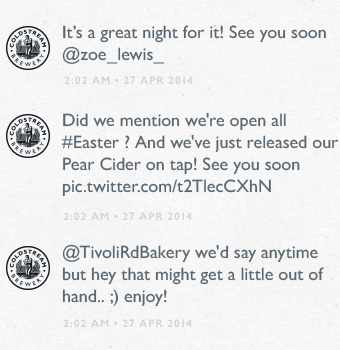 COLDSTREAM
BREWERY
It's a great night for it! See you soon
@zoe_lewis_
2:02 AM • 27 APR 2014
COLDSTREAM
BREWERY
Did we mention we're open all
#Easter ? And we've just released our
Pear Cider on tap! See you soon
pic.twitter.com/t2TlecCXhN
2:02 AM • 27 APR 2014
COLDSTREAM
BREWERY
@TivoliRdBakery we'd say anytime
but hey that might get a little out of
hand.. ;) enjoy!
2:02 AM • 27 APR 2014